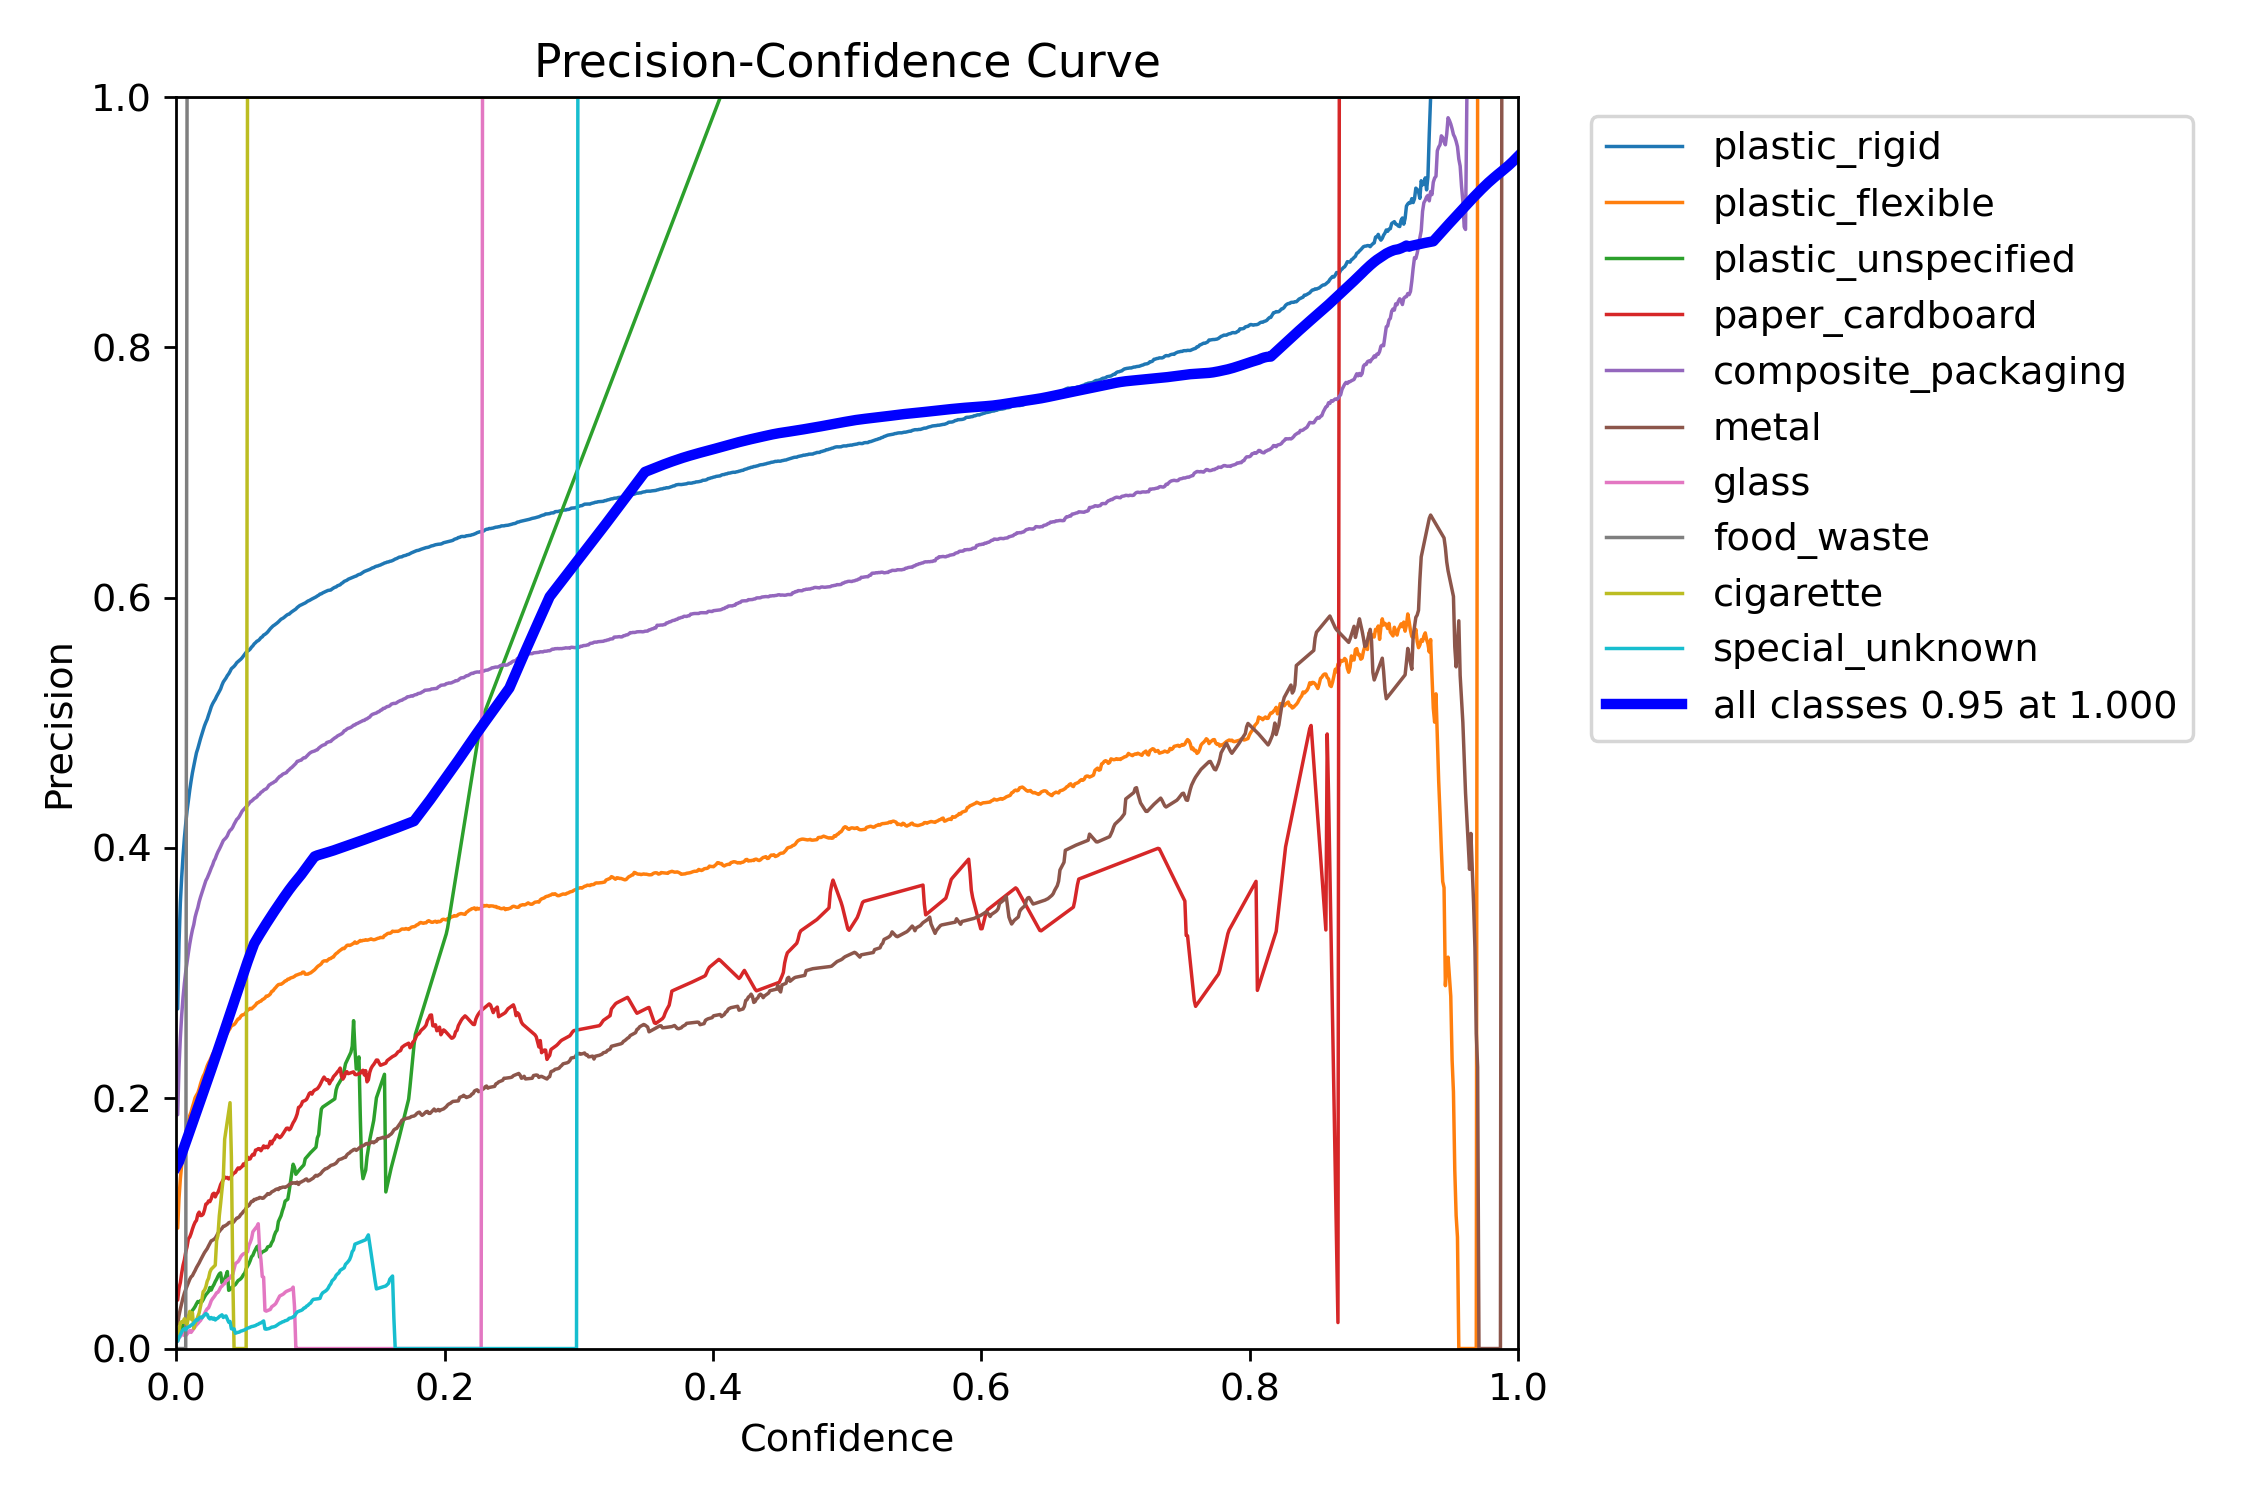 Precision-Confidence Curve
1.0
0.8
0.6
0.4
0.2
0.0
Precision
0.0 0.2 0.4 0.6 0.8 1.0
Confidence
plastic_rigid
plastic_flexible
plastic_unspecified
paper_cardboard
composite_packaging
metal
glass
food_waste
cigarette
special_unknown
all classes 0.95 at 1.000